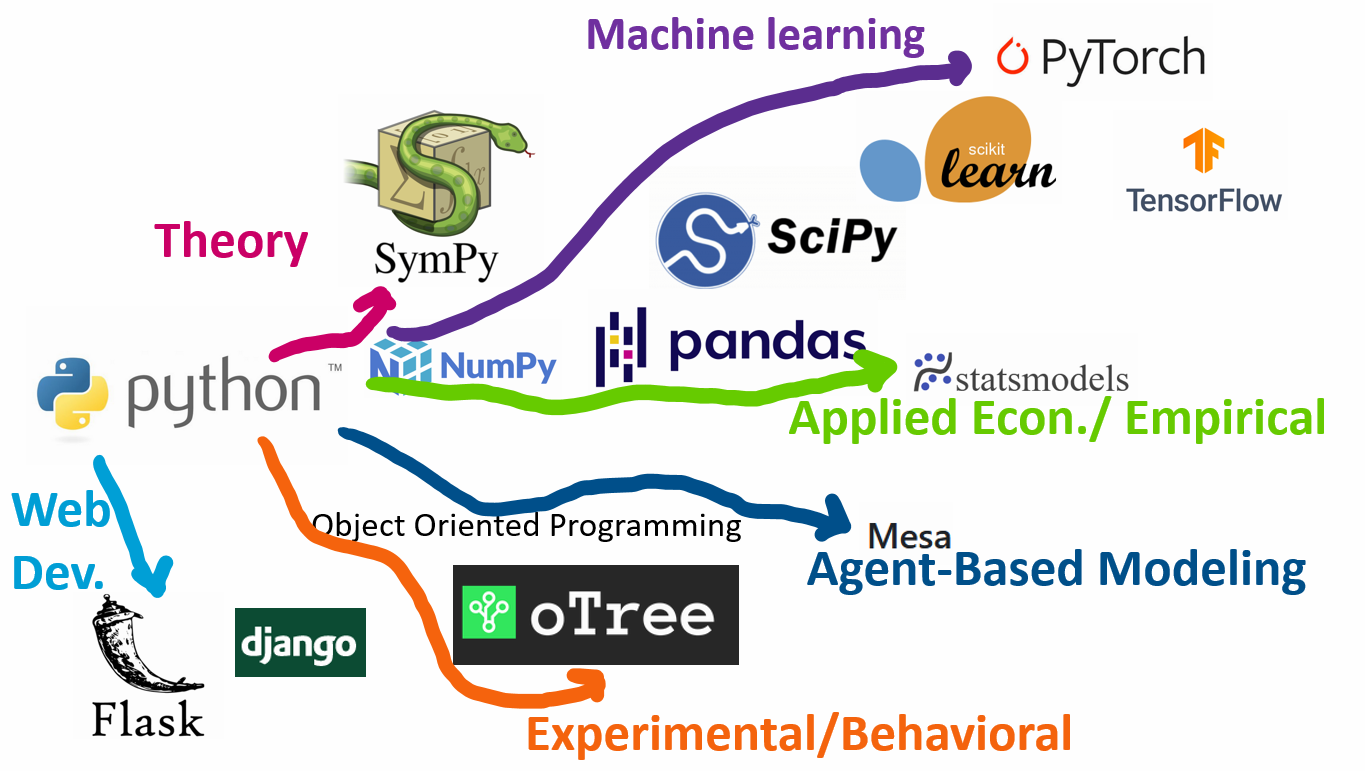 Machine learning
PyTorch
scikit
learn
TensorFlow
SymPy
SciPy
Theory
python™
NumPy
pandas
statsmodels
Applied Econ./ Empirical
Web
Dev.
Object Oriented Programming
Mesa
Agent-Based Modeling
oTree
django
Flask
Experimental/Behavioral